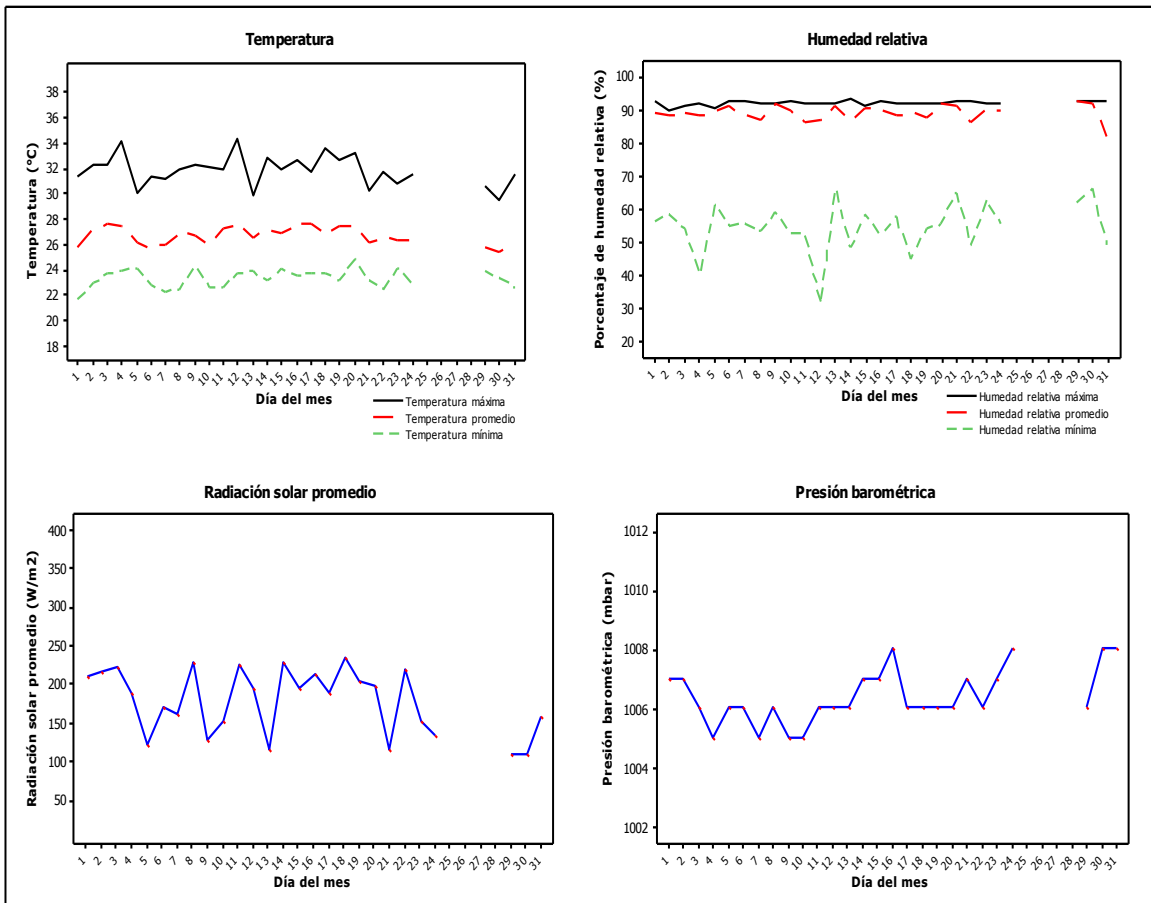 Temperatura
Temperatura (°C)
38
36
34
32
30
28
26
24
22
20
18
1 2 3 4 5 6 7 8 9 10 11 12 13 14 15 16 17 18 19 20 21 22 23 24 25 26 27 28 29 30 31
Día del mes
Temperatura máxima
Temperatura promedio
Temperatura mínima
Humedad relativa
Porcentaje de humedad relativa (%)
100
90
80
70
60
50
40
30
20
1 2 3 4 5 6 7 8 9 10 11 12 13 14 15 16 17 18 19 20 21 22 23 24 25 26 27 28 29 30 31
Día del mes
Humedad relativa máxima
Humedad relativa promedio
Humedad relativa mínima
Radiación solar promedio
Radiación solar promedio (W/m2)
400
350
300
250
200
150
100
50
1 2 3 4 5 6 7 8 9 10 11 12 13 14 15 16 17 18 19 20 21 22 23 24 25 26 27 28 29 30 31
Día del mes
Presión barométrica
Presión barométrica (mbar)
1012
1010
1008
1006
1004
1002
1 2 3 4 5 6 7 8 9 10 11 12 13 14 15 16 17 18 19 20 21 22 23 24 25 26 27 28 29 30 31
Día del mes